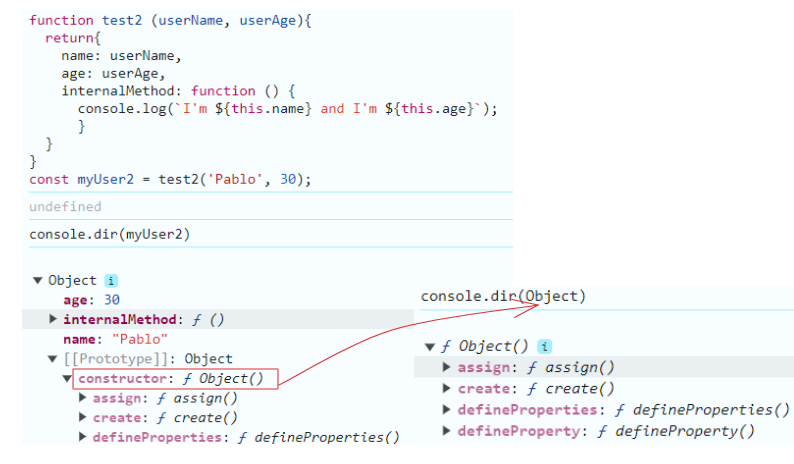 function test2 (userName, userAge){
return{
name: userName,
age: userAge,
internalMethod: function () {
console.log(`I'm ${this.name} and I'm ${this.age}`);
}
}
}
const myUser2 = test2('Pablo', 30);
undefined
console.dir(myUser2)
▼ Object i
age: 30
▶ internalMethod: ƒ ()
name: "Pablo"
▼ [[Prototype]]: Object
▼ constructor: ƒ Object()
▶ assign: ƒ assign()
▶ create: ƒ create()
▶ defineProperties: ƒ defineProperties()
console.dir(Object)
▼ ƒ Object() i
▶ assign: ƒ assign()
▶ create: ƒ create()
▶ defineProperties: ƒ defineProperties()
▶ defineProperty: ƒ defineProperty()